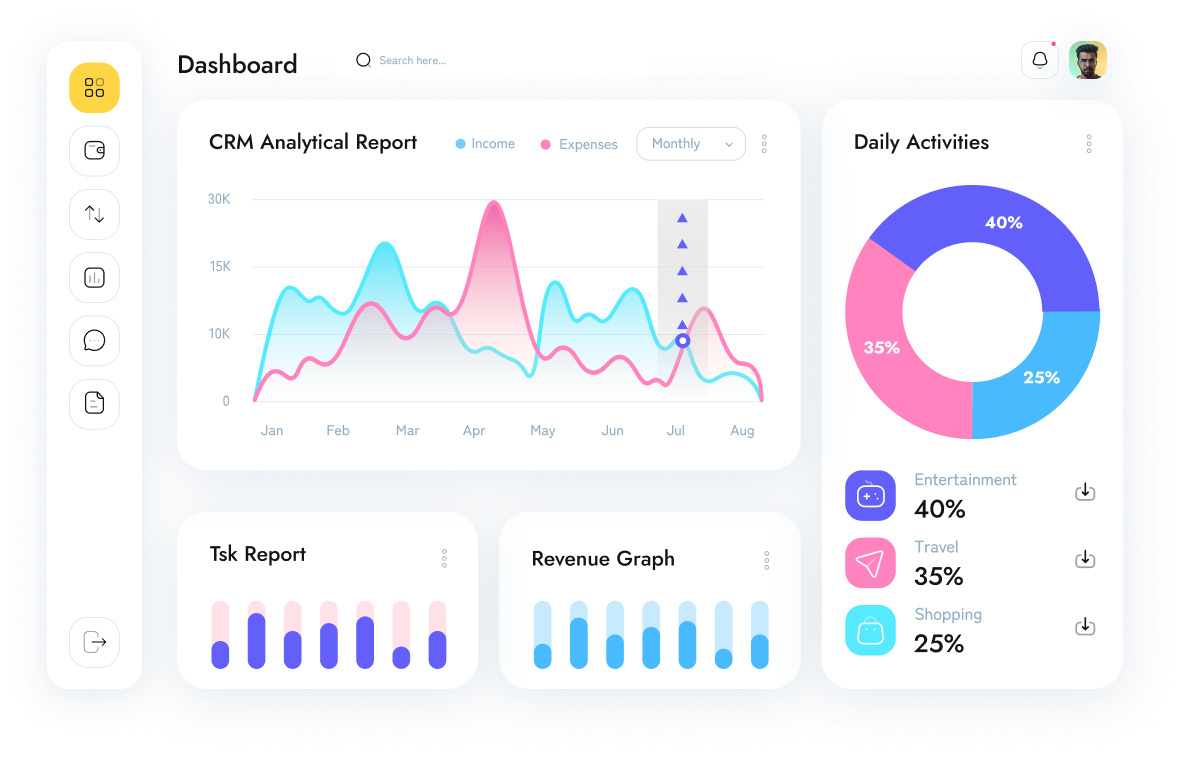 Dashboard
Search here...
CRM Analytical Report
Income
Expenses
Monthly
30K
15K
10K
0
Jan Feb Mar Apr May Jun Jul Aug
Daily Activities
40%
35%
25%
Entertainment
40%
Travel
35%
Shopping
25%
Tsk Report
Revenue Graph